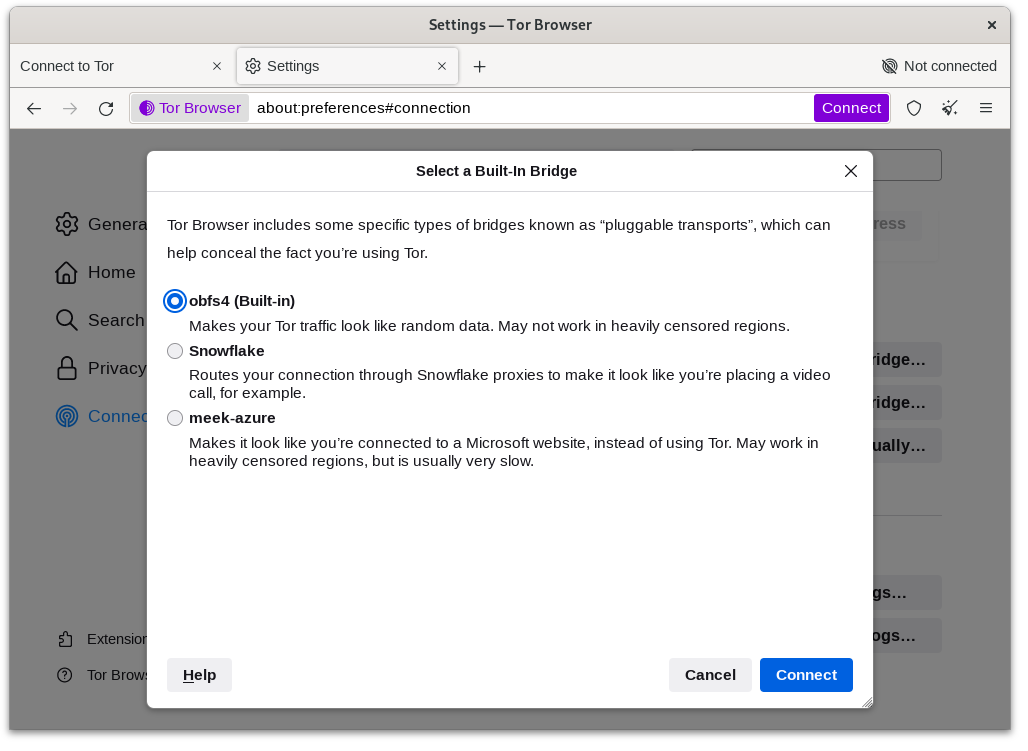 Settings — Tor Browser
Connect to Tor
Settings
Not connected
Tor Browser
about:preferences#connection
Connect
Select a Built-In Bridge
Tor Browser includes some specific types of bridges known as “pluggable transports”, which can
help conceal the fact you’re using Tor.
obfs4 (Built-in)
Makes your Tor traffic look like random data. May not work in heavily censored regions.
Snowflake
Routes your connection through Snowflake proxies to make it look like you’re placing a video
call, for example.
meek-azure
Makes it look like you’re connected to a Microsoft website, instead of using Tor. May work in
heavily censored regions, but is usually very slow.
Help
Cancel
Connect
Genera
Home
Search
Privacy
Connec
Extension
Tor Brows
ress
ridge…
ridge…
ually…
gs…
ogs…